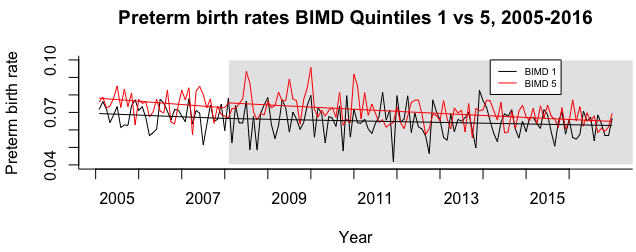 Preterm birth rates BIMD Quintiles 1 vs 5, 2005-2016
Preterm birth rate
0.10
0.07
0.04
BIMD 1
BIMD 5
2005 2007 2009 2011 2013 2015
Year